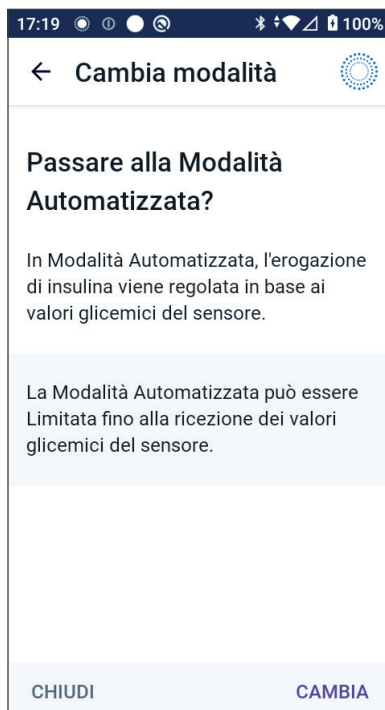 17:19 100%
Cambia modalità
Passare alla Modalità
Automatizzata?
In Modalità Automatizzata, l'erogazione
di insulina viene regolata in base ai
valori glicemici del sensore.
La Modalità Automatizzata può essere
Limitata fino alla ricezione dei valori
glicemici del sensore.
CHIUDI CAMBIA